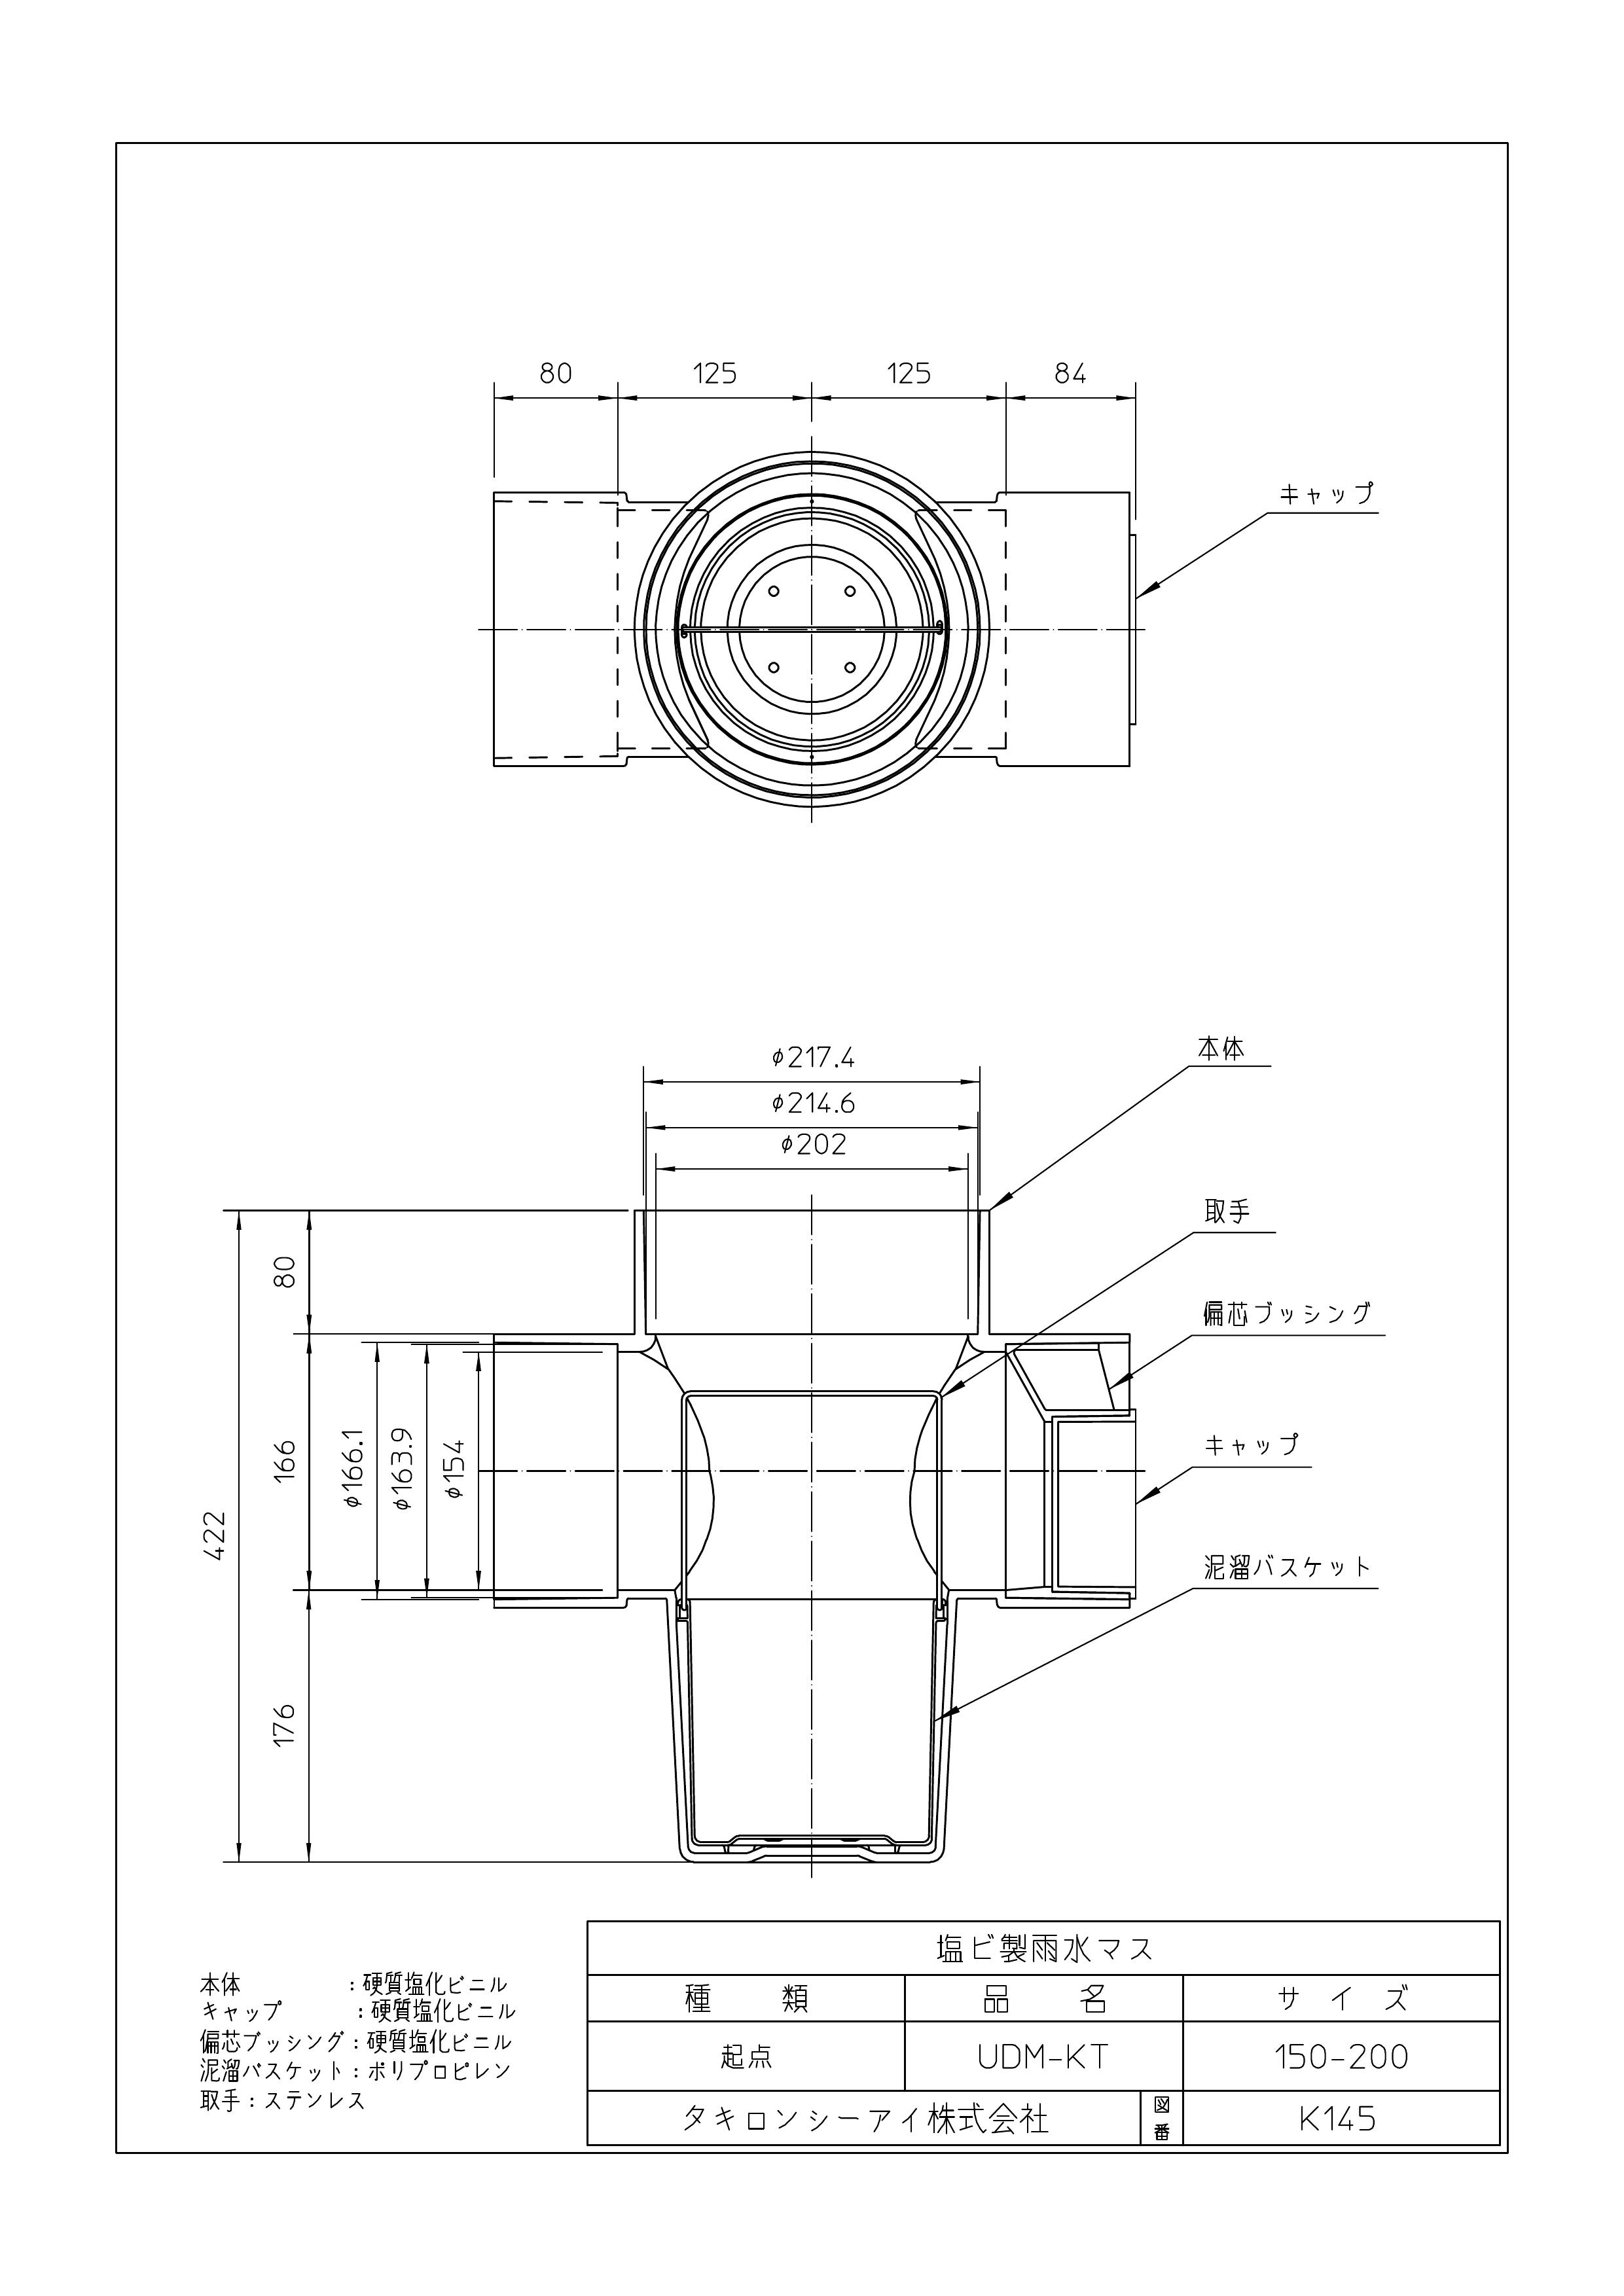 80 125 125 84
キャップ
本体
φ217.4
φ214.6
φ202
取手
偏芯ブッシング
キャップ
泥溜バスケット
80
166
422
176
φ166.1
φ163.9
φ154
塩ビ製雨水マス
種類 品名 サイズ
起点 UDM-KT 150-200
タキロンシーアイ株式会社 図番 K145
本体 :硬質塩化ビニル
キャップ :硬質塩化ビニル
偏芯ブッシング:硬質塩化ビニル
泥溜バスケット:ポリプロピレン
取手:ステンレス